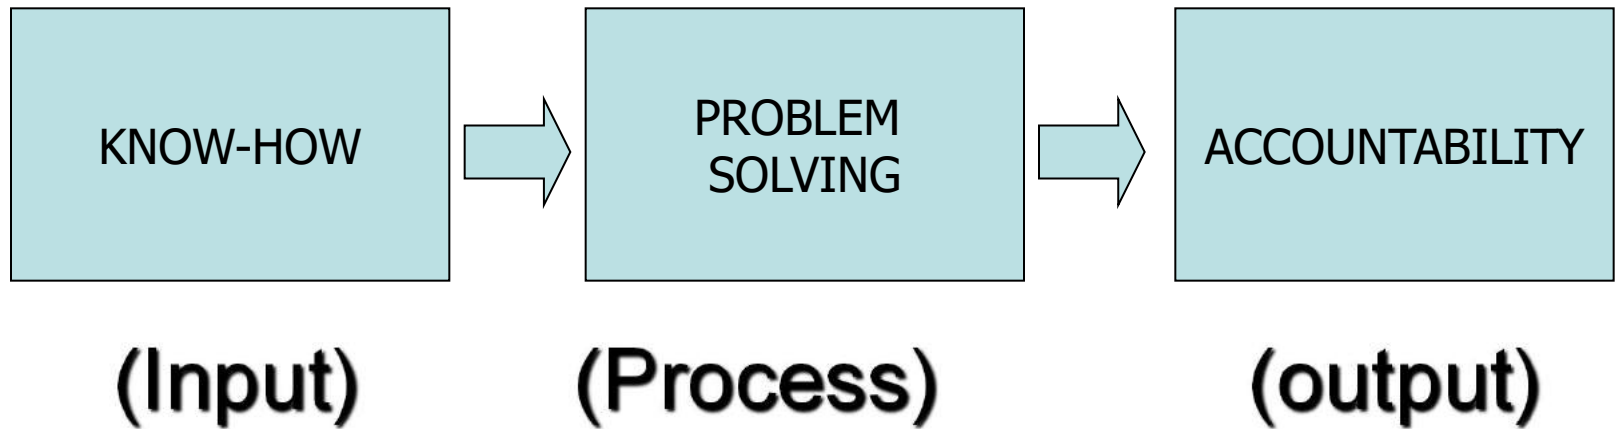 KNOW-HOW
PROBLEM
SOLVING
ACCOUNTABILITY
(Input)
(Process)
(output)